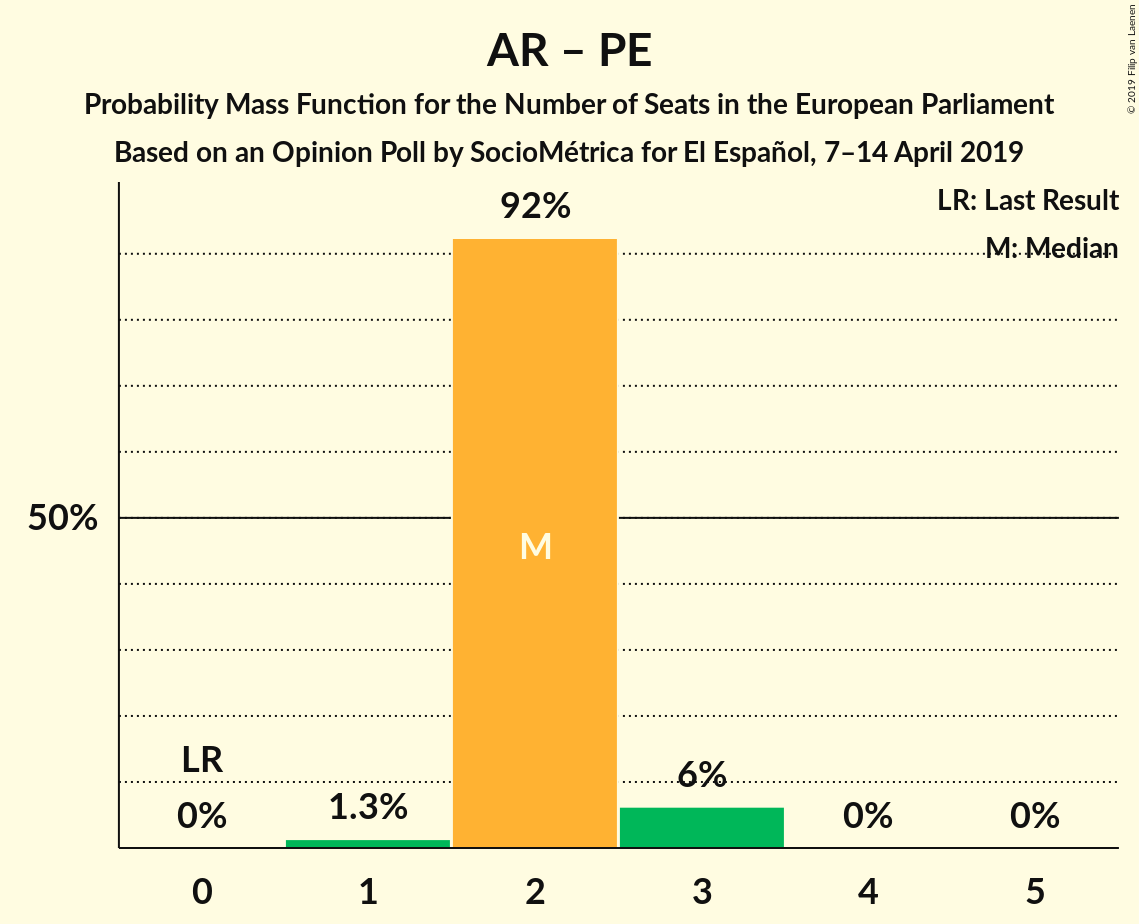 AR – PE
Probability Mass Function for the Number of Seats in the European Parliament
Based on an Opinion Poll by SocioMétrica for El Español, 7–14 April 2019
© 2019 Filip van Laenen
LR: Last Result
M: Median
92%
50%
M
LR
0%
1.3%
6%
0%
0%
0 1 2 3 4 5